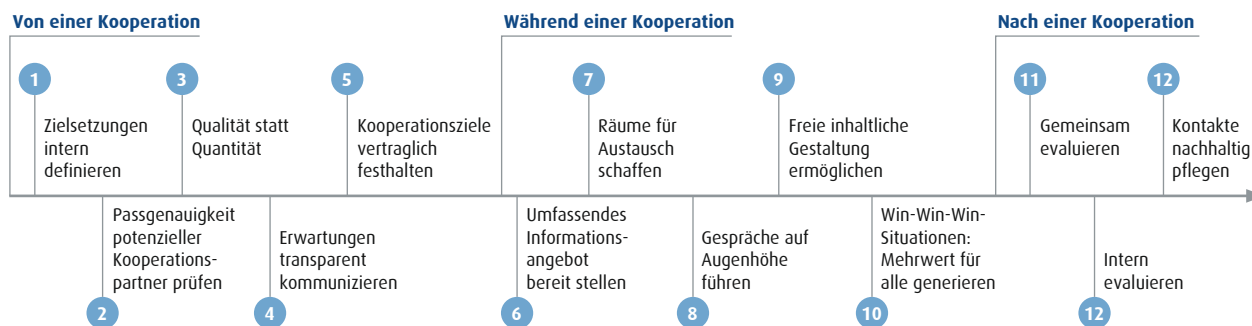 Von einer Kooperation
Während einer Kooperation
Nach einer Kooperation
1
Zielsetzungen
intern
definieren
2
Passgenauigkeit
potenzieller
Kooperations-
partner prüfen
3
Qualität statt
Quantität
4
Erwartungen
transparent
kommunizieren
5
Kooperationsziele
vertraglich
festhalten
6
Umfassendes
Informations-
angebot
bereit stellen
7
Räume für
Austausch
schaffen
8
Gespräche auf
Augenhöhe
führen
9
Freie inhaltliche
Gestaltung
ermöglichen
10
Win-Win-Win-
Situationen:
Mehrwert für
alle generieren
11
Gemeinsam
evaluieren
12
Intern
evaluieren
12
Kontakte
nachhaltig
pflegen